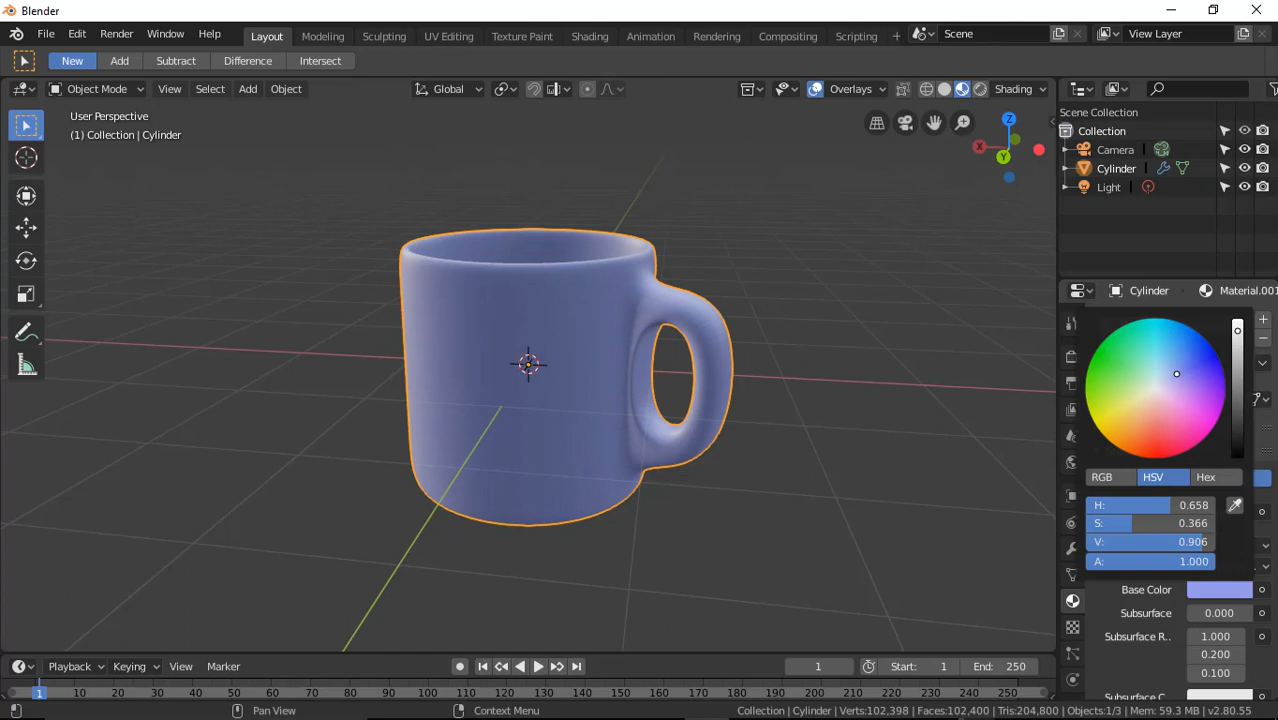 Blender
File Edit Render Window Help Layout Modeling Sculpting UV Editing Texture Paint Shading Animation Rendering Compositing Scripting Scene View Layer
New Add Subtract Difference Intersect
Object Mode View Select Add Object Global Overlays Shading
User Perspective
(1) Collection | Cylinder
Z
X
Y
Scene Collection
Collection
Camera
Cylinder
Light
Cylinder Material.001
RGB HSV Hex
H: 0.658
S: 0.366
V: 0.906
A: 1.000
Base Color
Subsurface 0.000
Subsurface R.. 1.000
0.200
0.100
Subsurface C..
Playback Keying View Marker 1 Start: 1 End: 250
1 10 20 30 40 50 60 70 80 90 100 110 120 130 140 150 160 170 180 190 200 210 220 230 240 250
Pan View Context Menu Collection | Cylinder | Verts:102,398 | Faces:102,400 | Tris:204,800 | Objects:1/3 | Mem: 59.3 MB | v2.80.55